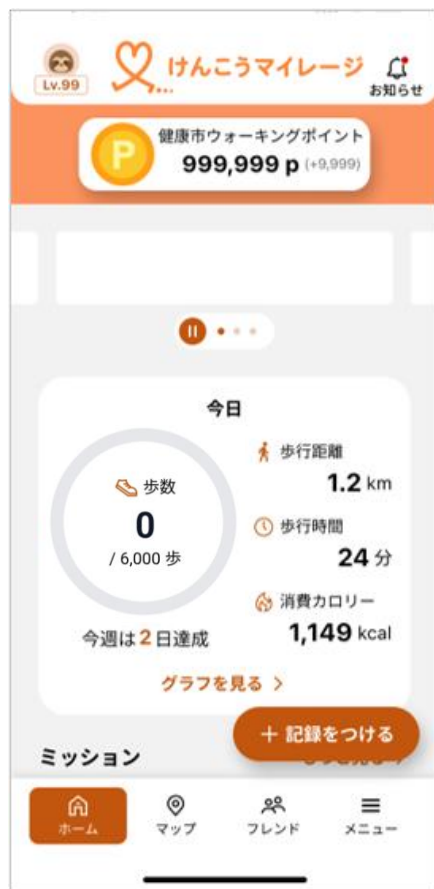 Lv.99
けんこうマイレージ
お知らせ
P
健康市ウォーキングポイント
999,999 p (+9,999)
今日
歩数
0
/ 6,000 歩
今週は2日達成
歩行距離
1.2 km
歩行時間
24 分
消費カロリー
1,149 kcal
グラフを見る >
+ 記録をつける
ミッション
ホーム
マップ
フレンド
メニュー